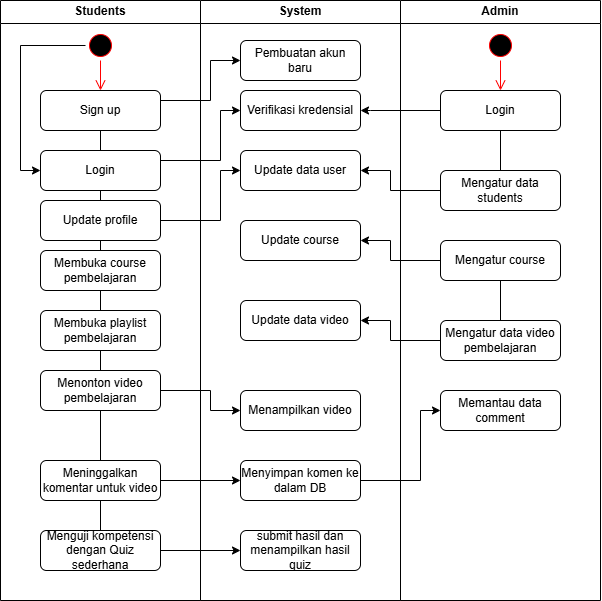 Students
System
Admin
Sign up
Login
Update profile
Membuka course
pembelajaran
Membuka playlist
pembelajaran
Menonton video
pembelajaran
Meninggalkan
komentar untuk video
Menguji kompetensi
dengan Quiz
sederhana
Pembuatan akun
baru
Verifikasi kredensial
Update data user
Update course
Update data video
Menampilkan video
Menyimpan komen ke
dalam DB
submit hasil dan
menampilkan hasil
quiz
Login
Mengatur data
students
Mengatur course
Mengatur data video
pembelajaran
Memantau data
comment